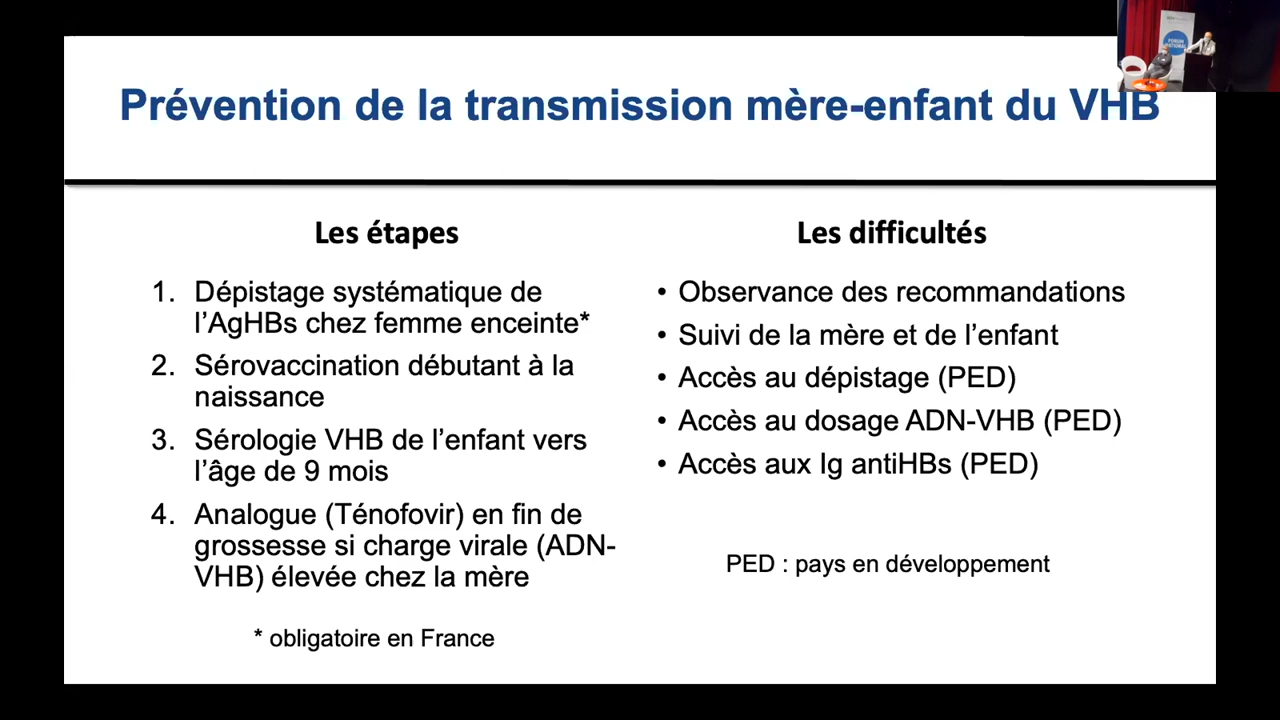 Prévention de la transmission mère-enfant du VHB
Les étapes
1. Dépistage systématique de
l’AgHBs chez femme enceinte*
2. Sérovaccination débutant à la
naissance
3. Sérologie VHB de l’enfant vers
l’âge de 9 mois
4. Analogue (Ténofovir) en fin de
grossesse si charge virale (ADN-
VHB) élevée chez la mère
* obligatoire en France
Les difficultés
• Observance des recommandations
• Suivi de la mère et de l’enfant
• Accès au dépistage (PED)
• Accès au dosage ADN-VHB (PED)
• Accès aux Ig antiHBs (PED)
PED : pays en développement
FORUM
NATIONAL